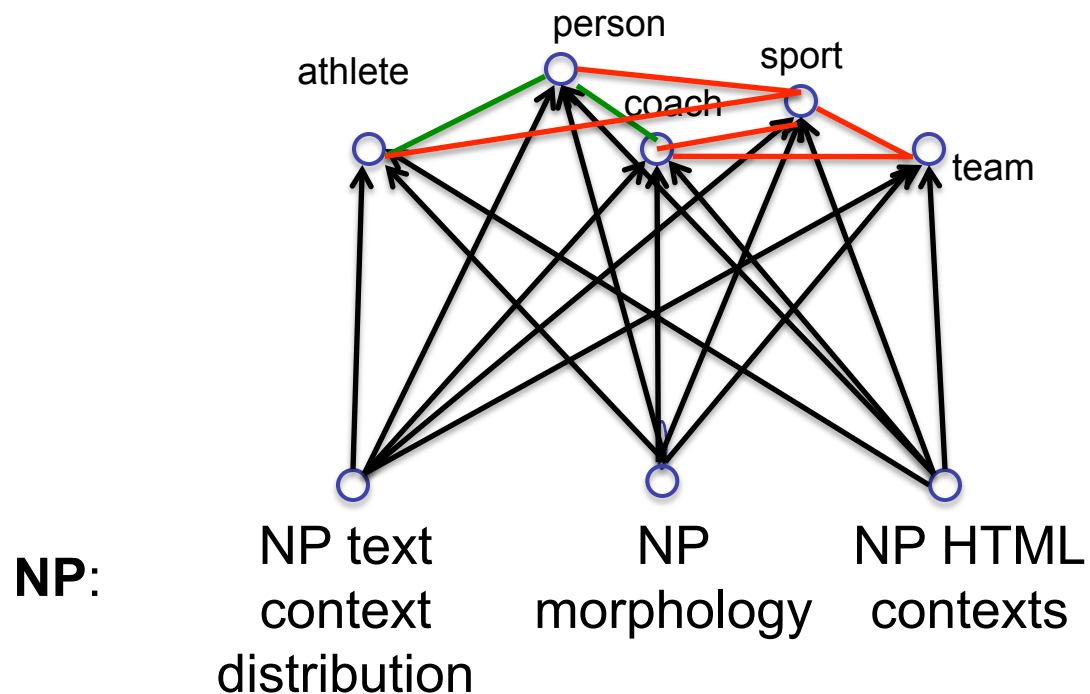 person
sport
athlete
coach
team
NP:
NP text
context
distribution
NP
morphology
NP HTML
contexts